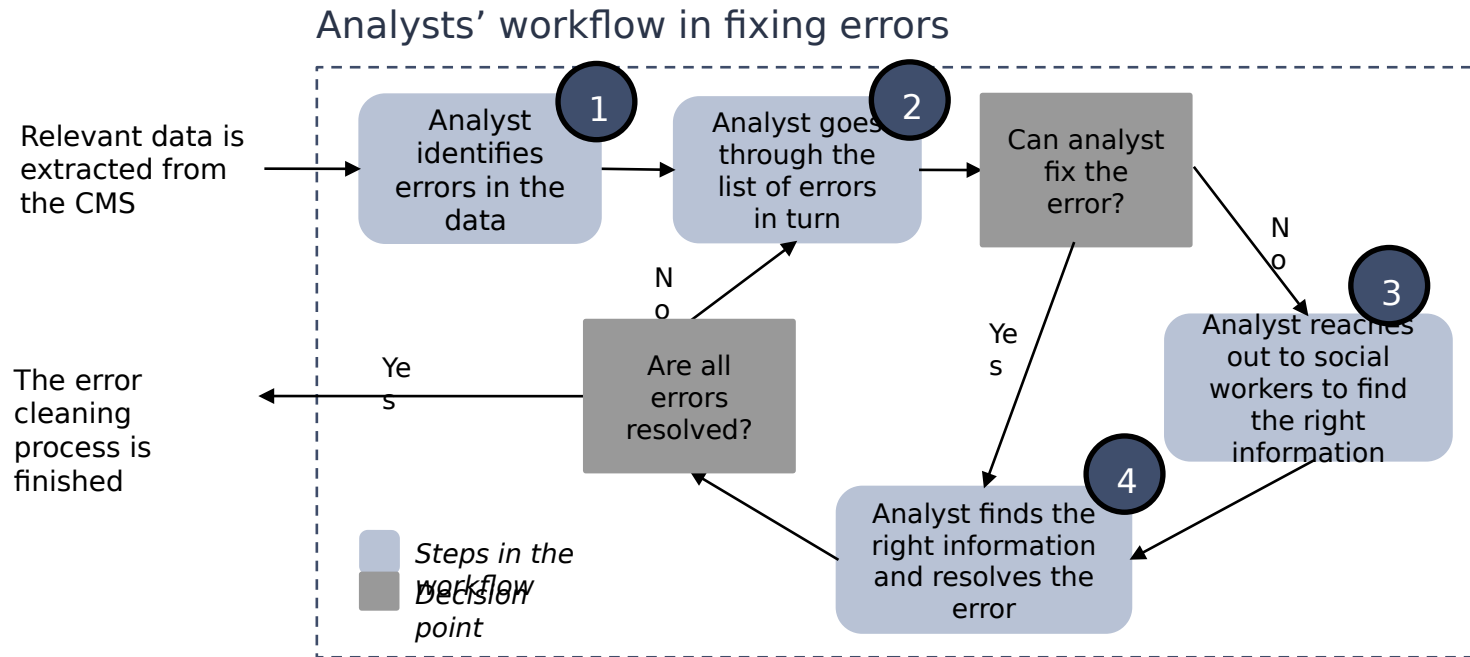 Analysts’ workflow in fixing errors
Relevant data is
extracted from
the CMS
Analyst
identifies
errors in the
data
1
Analyst goes
through the
list of errors
in turn
2
Can analyst
fix the
error?
N
o
Ye
s
3
Analyst reaches
out to social
workers to find
the right
information
4
Analyst finds the
right information
and resolves the
error
Are all
errors
resolved?
N
o
Ye
s
The error
cleaning
process is
finished
Steps in the
workflow
Decision
point